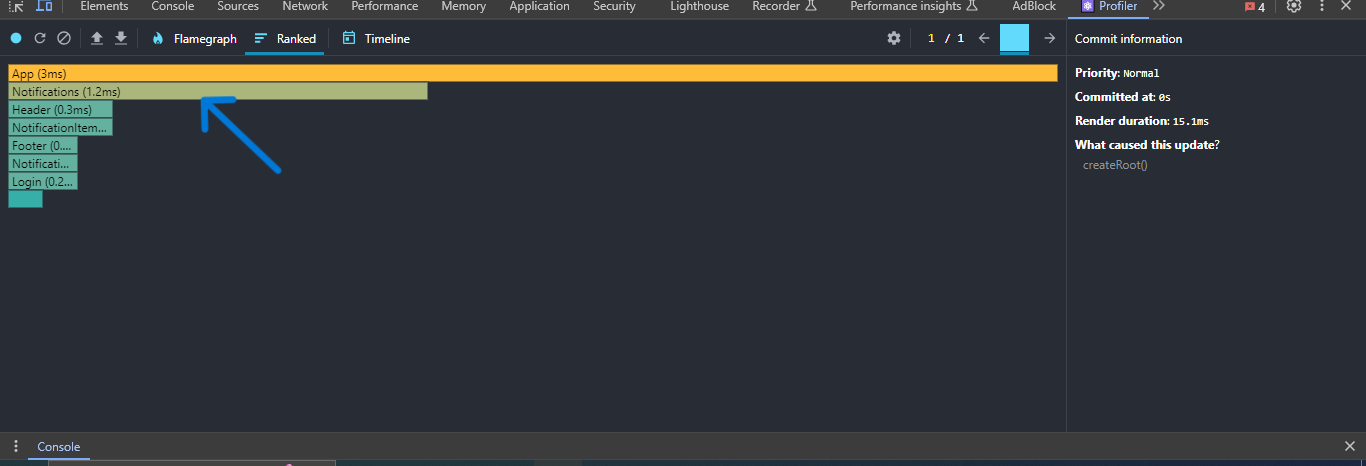 Elements Console Sources Network Performance Memory Application Security Lighthouse Recorder Performance insights AdBlock Profiler 4
Flamegraph Ranked Timeline 1 / 1 Commit information
App (3ms)
Notifications (1.2ms)
Header (0.3ms)
NotificationItem...
Footer (0....
Notificati...
Login (0.2...
Priority: Normal
Committed at: 0s
Render duration: 15.1ms
What caused this update?
createRoot()
Console